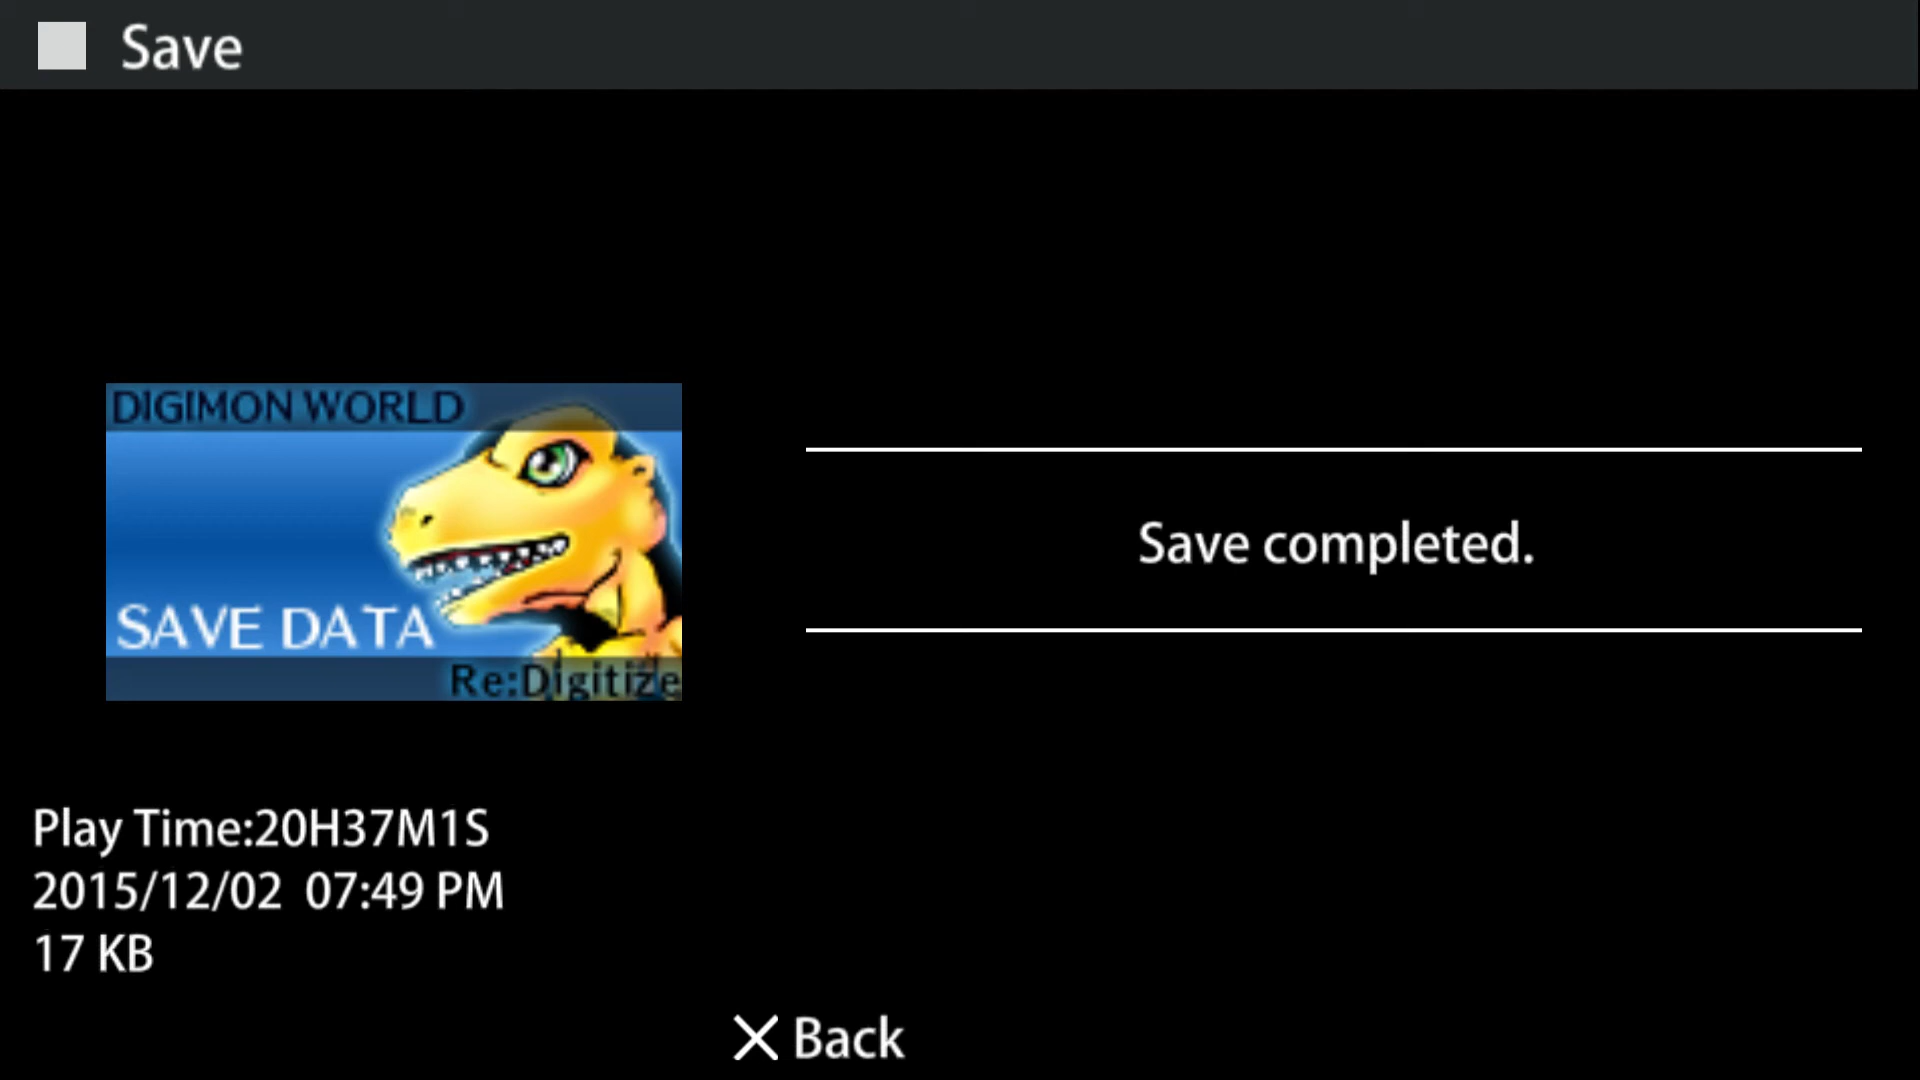 Save
DIGIMON WORLD
SAVE DATA
Re:Digitize
Save completed.
Play Time:20H37M1S
2015/12/02 07:49 PM
17 KB
Back